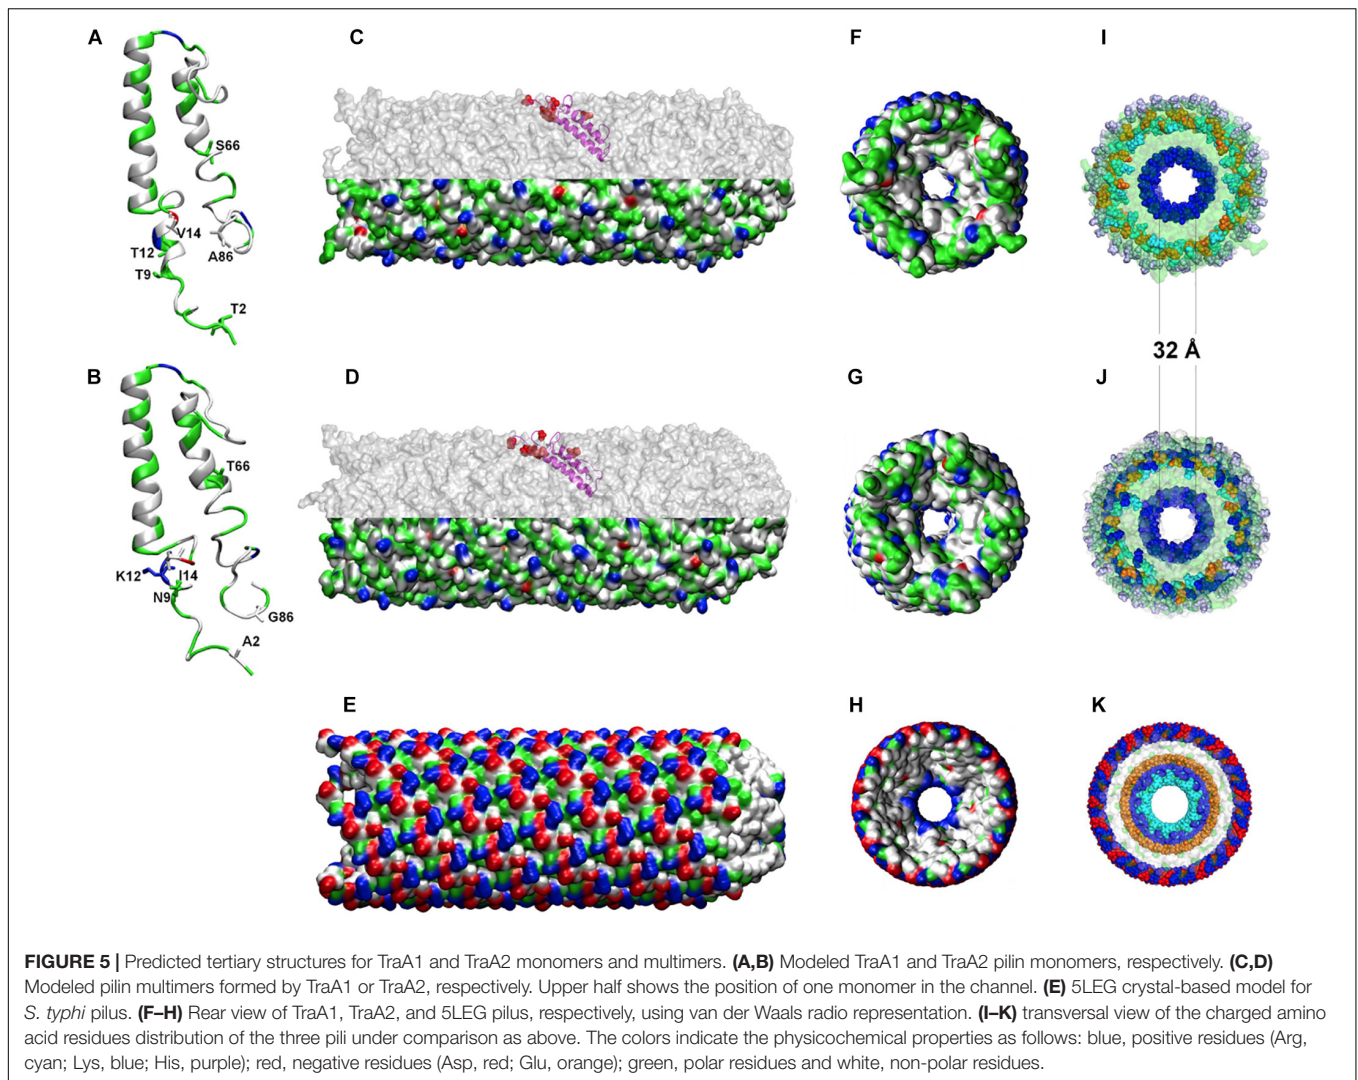 A
C
F
I
S66
V14
T12
A86
T9
T2
32 Å
B
D
G
J
T66
K12
I14
N9
G86
A2
E
H
K
FIGURE 5 | Predicted tertiary structures for TraA1 and TraA2 monomers and multimers. (A,B) Modeled TraA1 and TraA2 pilin monomers, respectively. (C,D)
Modeled pilin multimers formed by TraA1 or TraA2, respectively. Upper half shows the position of one monomer in the channel. (E) 5LEG crystal-based model for
S. typhi pilus. (F–H) Rear view of TraA1, TraA2, and 5LEG pilus, respectively, using van der Waals radio representation. (I–K) transversal view of the charged amino
acid residues distribution of the three pili under comparison as above. The colors indicate the physicochemical properties as follows: blue, positive residues (Arg,
cyan; Lys, blue; His, purple); red, negative residues (Asp, red; Glu, orange); green, polar residues and white, non-polar residues.